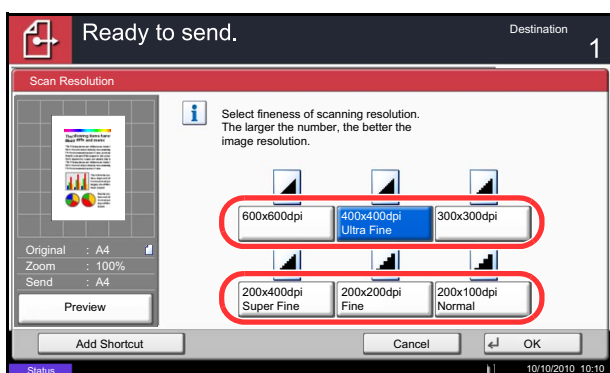 Ready to send.
Destination
1
Scan Resolution
Select fineness of scanning resolution.
The larger the number, the better the
image resolution.
600x600dpi
400x400dpi
Ultra Fine
300x300dpi
200x400dpi
Super Fine
200x200dpi
Fine
200x100dpi
Normal
Original : A4
Zoom : 100%
Send : A4
Preview
Add Shortcut
Cancel
OK
Status
10/10/2010 10:10